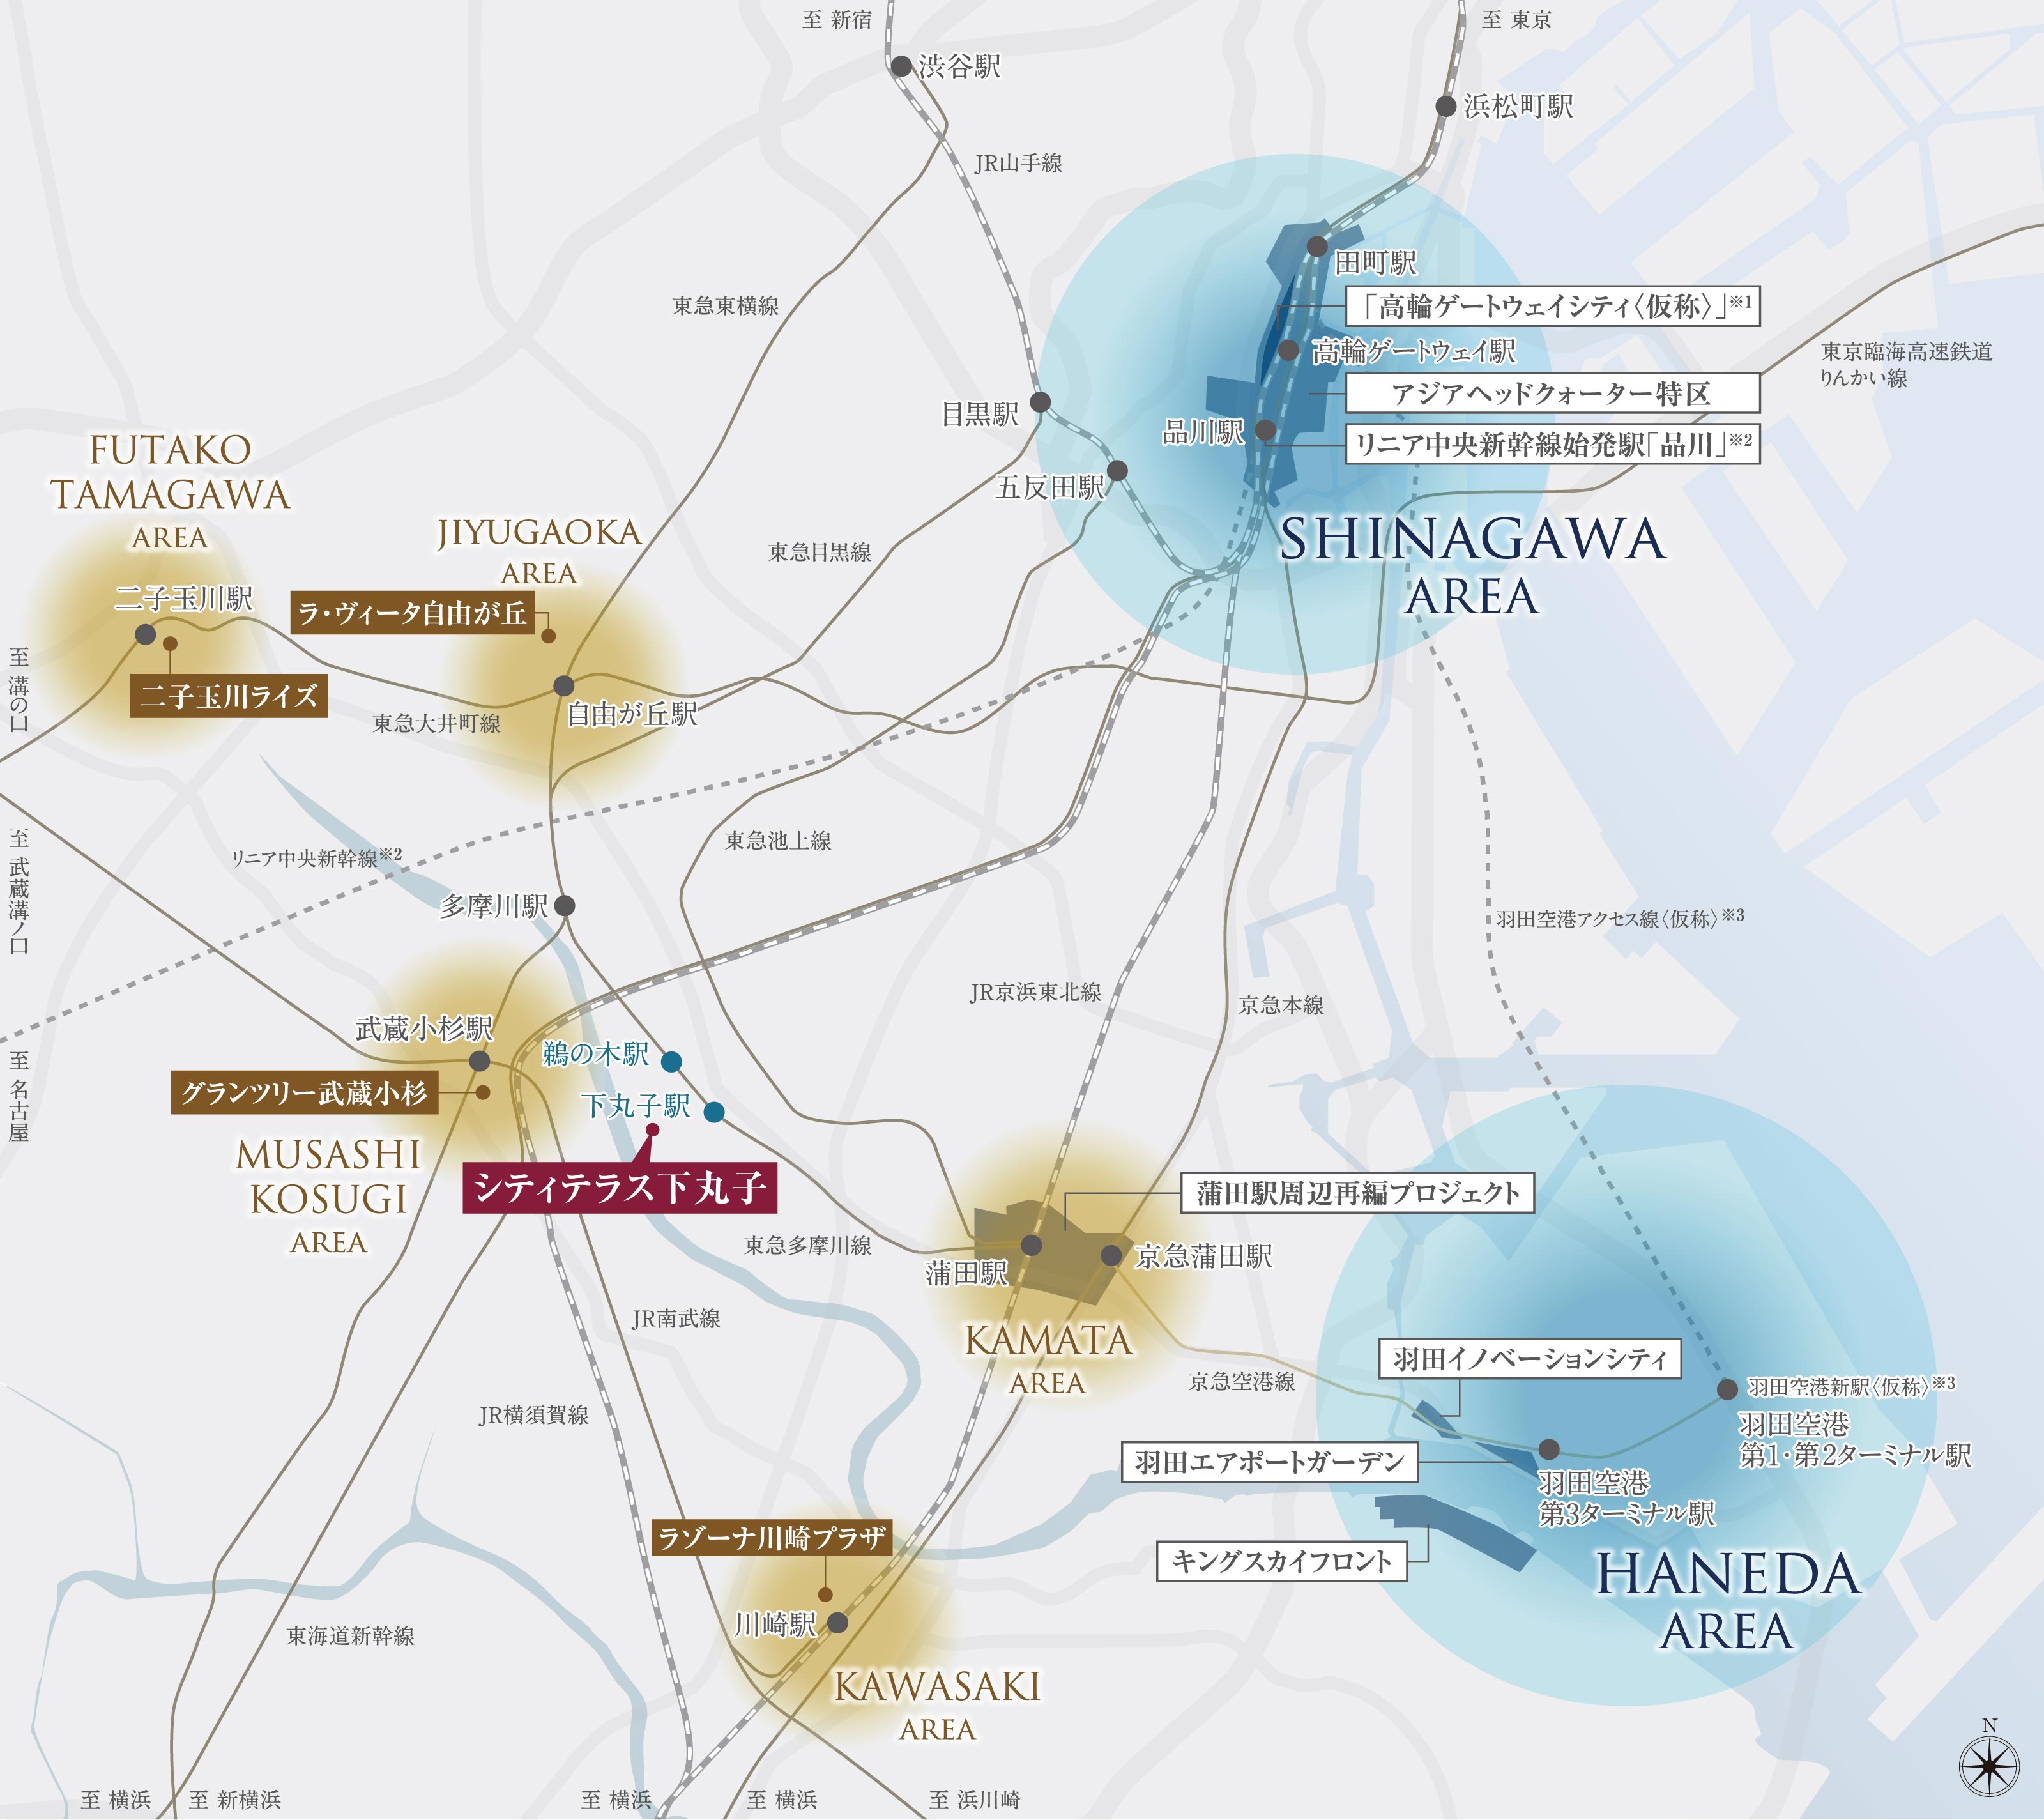 至 新宿
至 東京
渋谷駅
浜松町駅
JR山手線
田町駅
東急東横線
「高輪ゲートウェイシティ〈仮称〉」※1
高輪ゲートウェイ駅
東京臨海高速鉄道
りんかい線
アジアヘッドクォーター特区
目黒駅
品川駅
リニア中央新幹線始発駅「品川」※2
五反田駅
FUTAKO
TAMAGAWA
AREA
JIYUGAOKA
AREA
SHINAGAWA
AREA
東急目黒線
二子玉川駅
ラ・ヴィータ自由が丘
至 溝の口
二子玉川ライズ
東急大井町線
自由が丘駅
至 武蔵溝ノ口
東急池上線
リニア中央新幹線※2
多摩川駅
羽田空港アクセス線〈仮称〉※3
JR京浜東北線
京急本線
武蔵小杉駅
鵜の木駅
至 名古屋
グランツリー武蔵小杉
下丸子駅
MUSASHI
KOSUGI
AREA
シティテラス下丸子
蒲田駅周辺再編プロジェクト
東急多摩川線
蒲田駅
京急蒲田駅
JR南武線
KAMATA
AREA
羽田イノベーションシティ
京急空港線
羽田空港新駅〈仮称〉※3
羽田空港
第1・第2ターミナル駅
JR横須賀線
羽田エアポートガーデン
羽田空港
第3ターミナル駅
ラゾーナ川崎プラザ
キングスカイフロント
HANEDA
AREA
川崎駅
東海道新幹線
KAWASAKI
AREA
N
至 横浜
至 新横浜
至 横浜
至 横浜
至 浜川崎